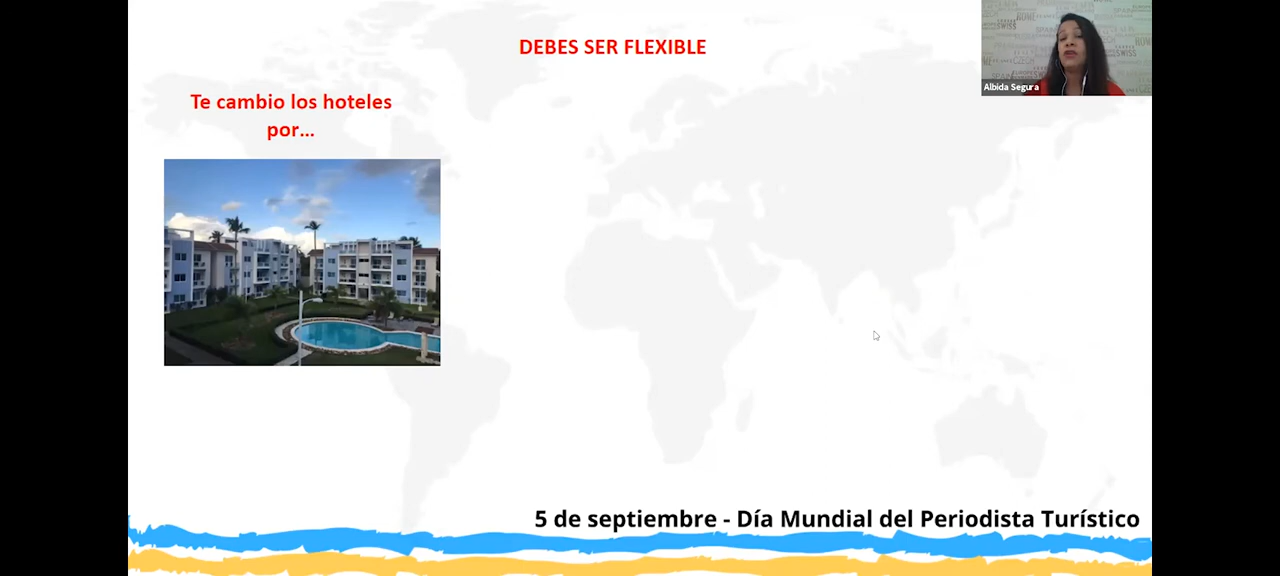 DEBES SER FLEXIBLE
Te cambio los hoteles
por...
Albida Segura
5 de septiembre - Día Mundial del Periodista Turístico